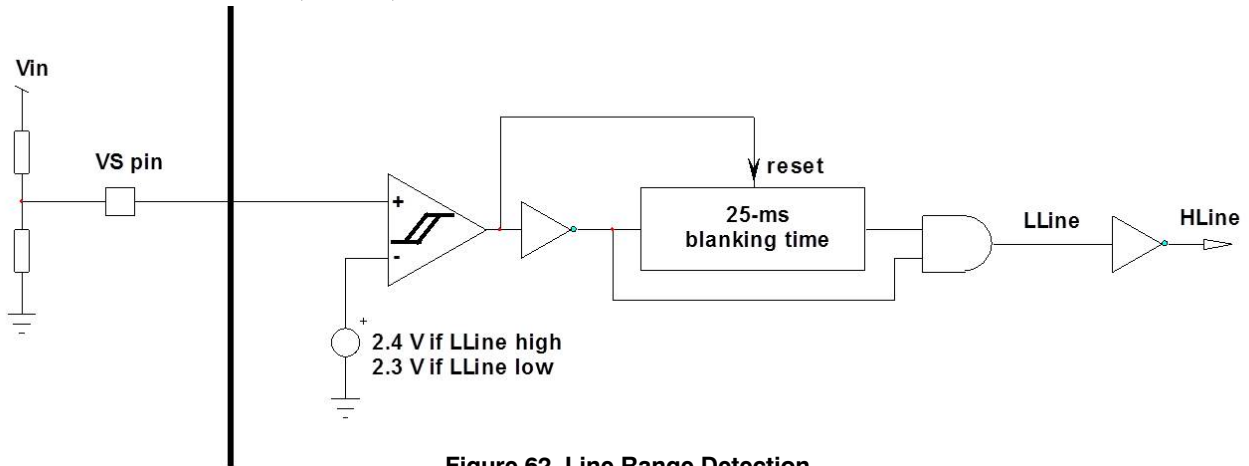 Vin
VS pin
+
-
+
2.4 V if LLine high
2.3 V if LLine low
reset
25-ms
blanking time
LLine
HLine
Figure 62. Line Range Detection